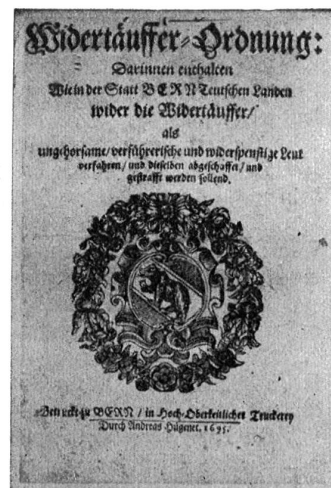 Widertäuffer-Ordnung:
Darinnen enthalten
Wie in der Statt BERN Teutschen Landen
wider die Widertäuffer/
als
ungehorsame/ verführerische und widerspenstige Leut
verfahren/ und dieselben abgeschaffet/ und
gestrafft werden sollend.
Getruckt zu BERN/ in Hoch-Oberkeitlicher Truckerey
Durch Andreas Hügenet. 1695.